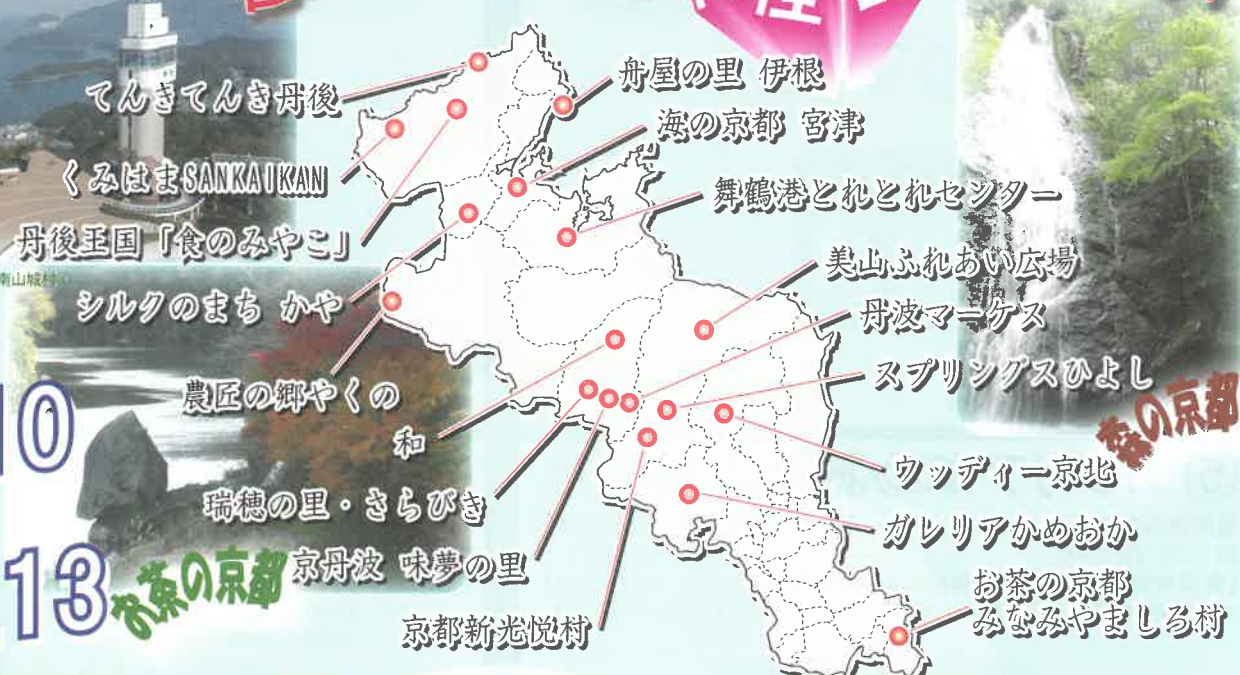 てんきてんき丹後
くみはまSANKAIKAN
丹後王国「食のみやこ」
シルクのまち かや
農匠の郷やくの
和
瑞穂の里・さらびき
京丹波 味夢の里
京都新光悦村
舟屋の里 伊根
海の京都 宮津
舞鶴港とれとれセンター
美山ふれあい広場
丹波マーケス
スプリングスひよし
ウッディー京北
ガレリアかめおか
お茶の京都
みなみやましろ村
南山城村
森の京都
10
13
お茶の京都